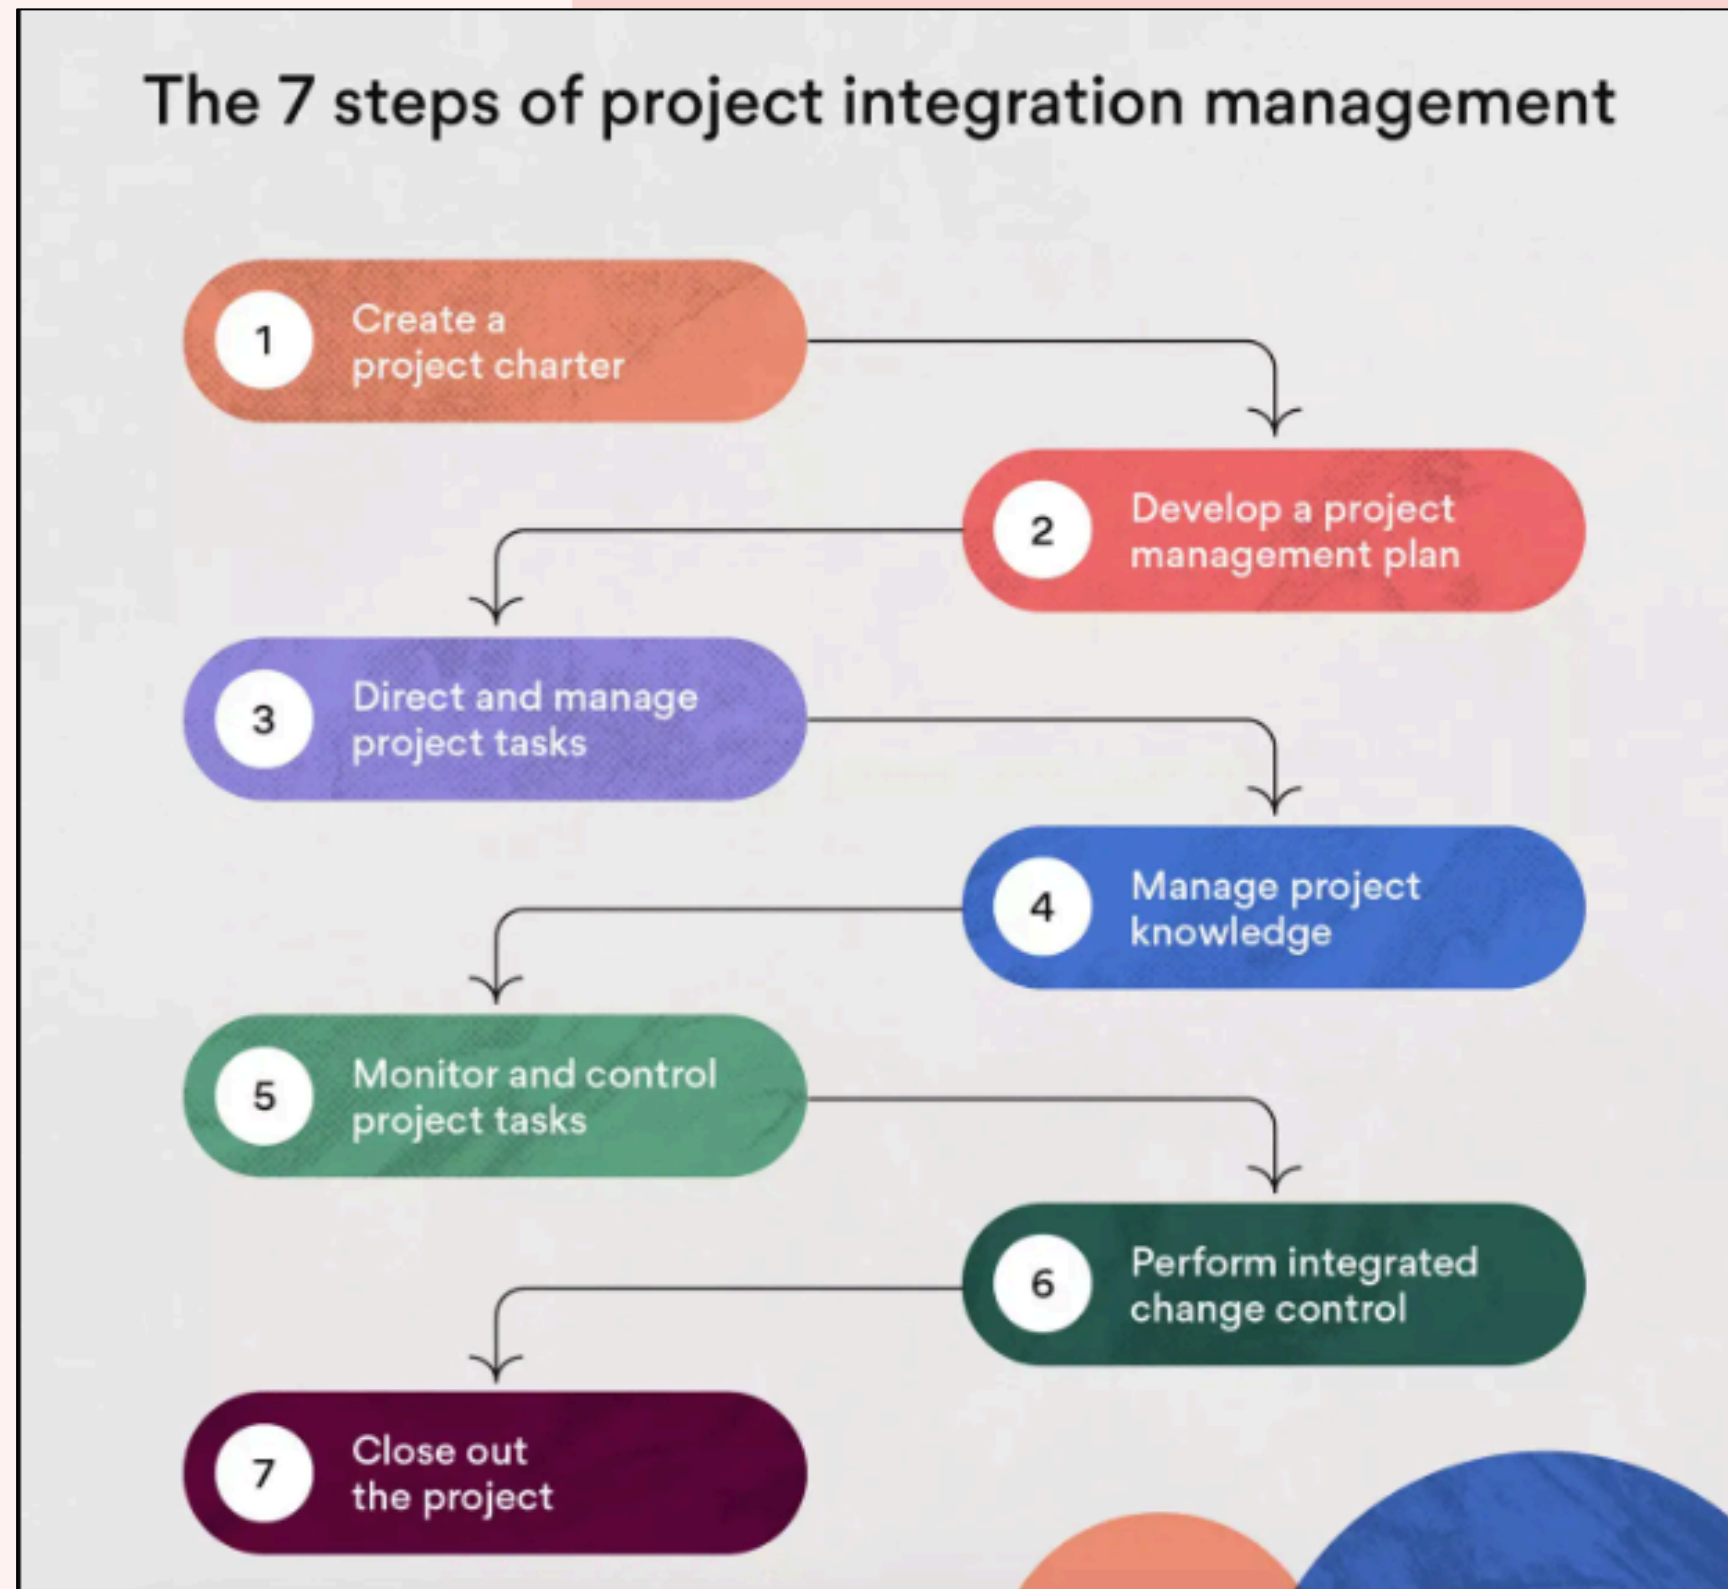 The 7 steps of project integration management
1
Create a
project charter
2
Develop a project
management plan
3
Direct and manage
project tasks
4
Manage project
knowledge
5
Monitor and control
project tasks
6
Perform integrated
change control
7
Close out
the project